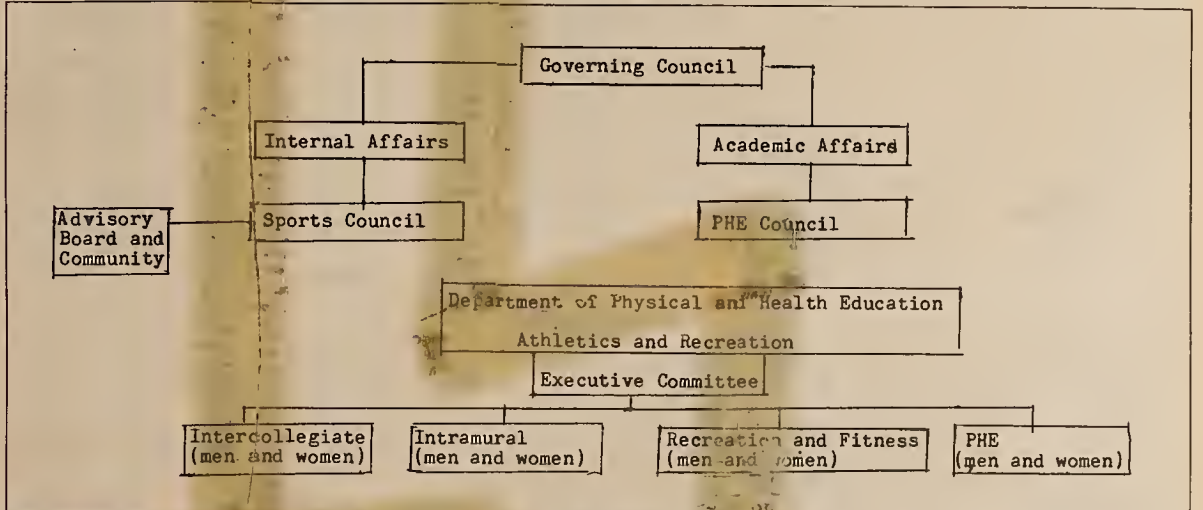 Governing Council
Internal Affairs
Academic Affairs
Advisory
Board and
Community
Sports Council
PHE Council
Department of Physical and Health Education
Athletics and Recreation
Executive Committee
Intercollegiate
(men and women)
Intramural
(men and women)
Recreation and Fitness
(men and women)
PHE
(men and women)